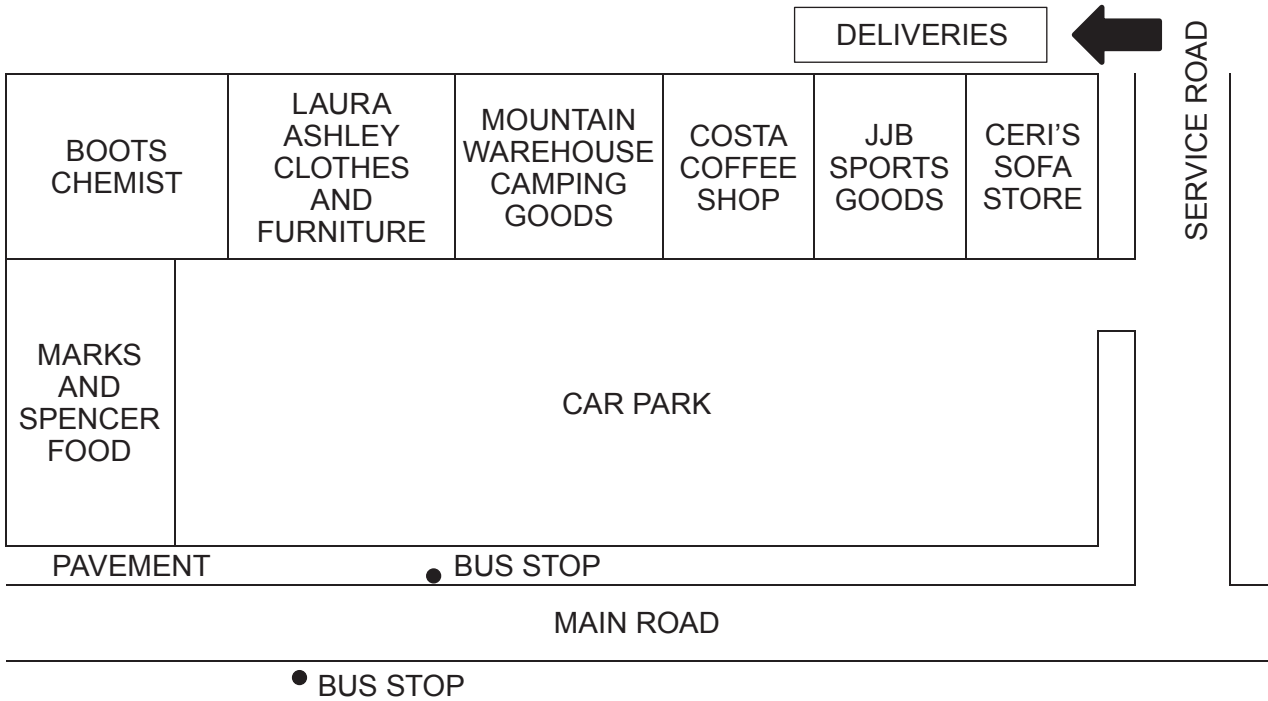 DELIVERIES
SERVICE ROAD
BOOTS
CHEMIST
LAURA
ASHLEY
CLOTHES
AND
FURNITURE
MOUNTAIN
WAREHOUSE
CAMPING
GOODS
COSTA
COFFEE
SHOP
JJB
SPORTS
GOODS
CERI'S
SOFA
STORE
MARKS
AND
SPENCER
FOOD
CAR PARK
PAVEMENT
BUS STOP
MAIN ROAD
BUS STOP